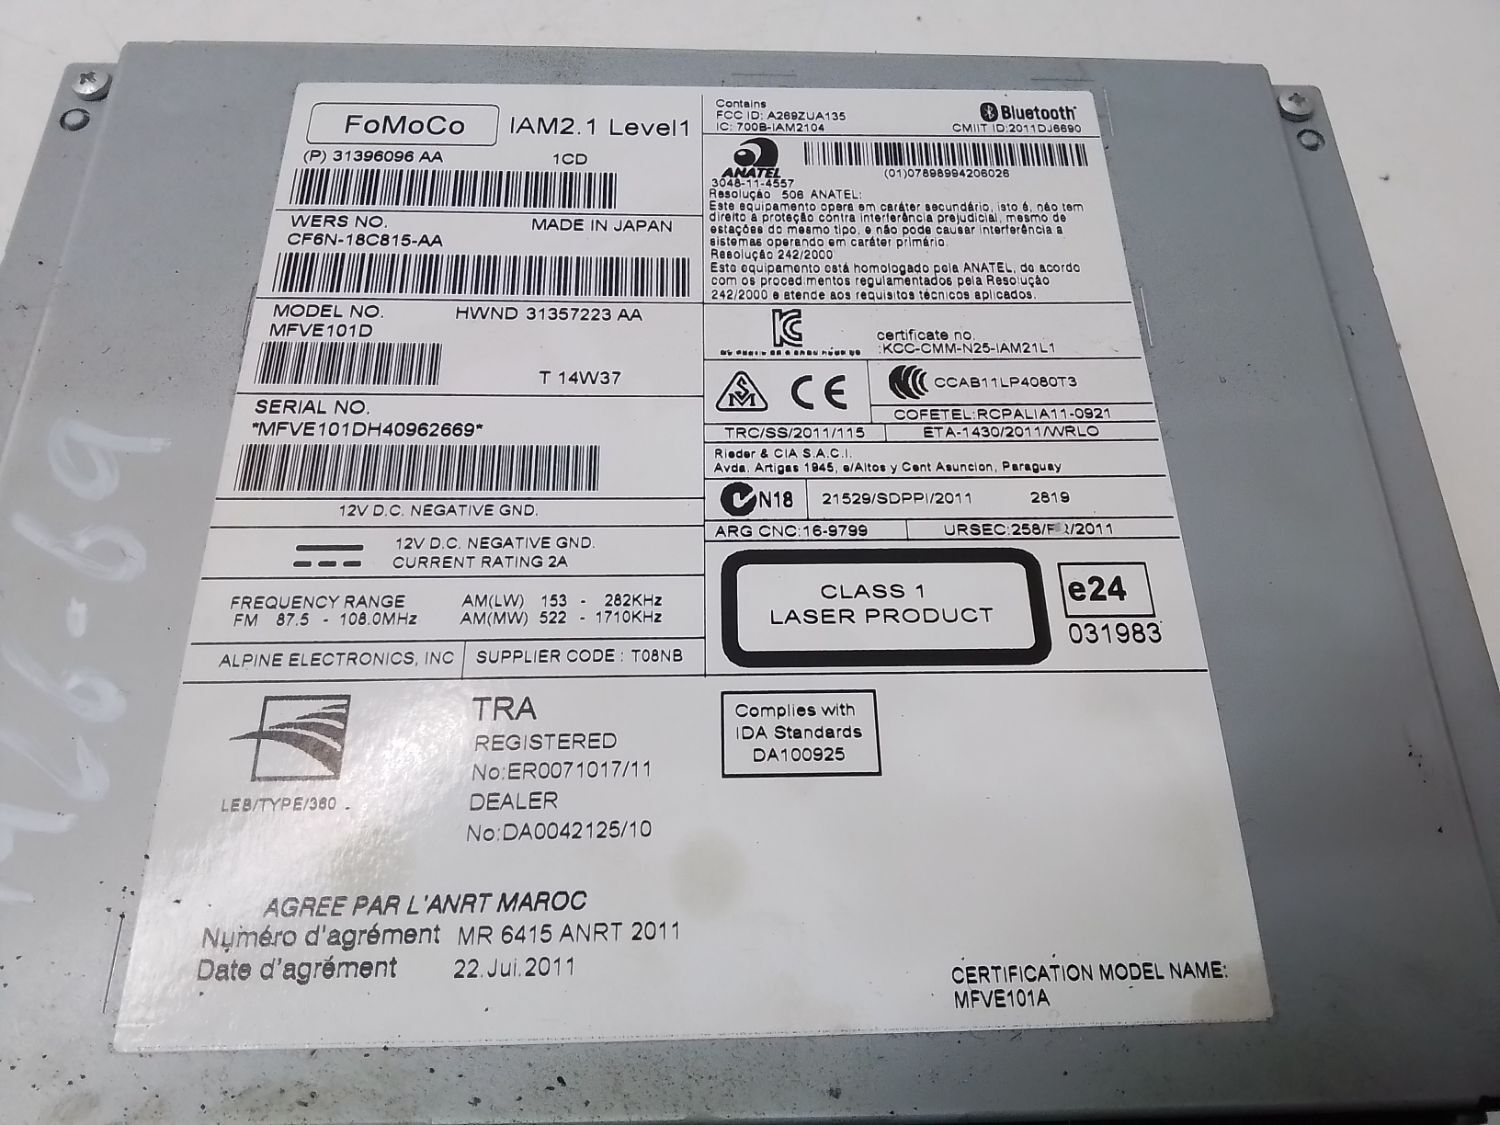 FoMoCo IAM2.1 Level1
(P) 31396096 AA 1CD
WERS NO. MADE IN JAPAN
CF6N-18C815-AA
MODEL NO. HWND 31357223 AA
MFVE101D
T 14W37
SERIAL NO.
*MFVE101DH40962669*
12V D.C. NEGATIVE GND.
12V D.C. NEGATIVE GND.
CURRENT RATING 2A
FREQUENCY RANGE AM(LW) 153 - 282KHz
FM 87.5 - 108.0MHz AM(MW) 522 - 1710KHz
ALPINE ELECTRONICS, INC SUPPLIER CODE : T08NB
Contains
FCC ID: A269ZUA135
IC: 700B-IAM2104
Bluetooth
CMIIT ID:2011DJ6690
ANATEL
3048-11-4557
(01)07898994206026
Resolução 506 ANATEL:
Este equipamento opera em caráter secundário, isto é, não tem
direito a proteção contra interferência prejudicial, mesmo de
estações do mesmo tipo, e não pode causar interferência a
sistemas operando em caráter primário.
Resolução 242/2000
Este equipamento está homologado pela ANATEL, de acordo
com os procedimentos regulamentados pela Resolução
242/2000 e atende aos requisitos técnicos aplicados.
certificate no.
:KCC-CMM-N25-IAM21L1
CE
CCAB11LP4080T3
COFETEL:RCPALIA11-0921
TRC/SS/2011/115 ETA-1430/2011/WRLO
Rieder & CIA S.A.C.I.
Avda. Artigas 1945, e/Altos y Cent Asuncion, Paraguay
N18 21529/SDPPI/2011 2819
ARG CNC:16-9799 URSEC:258/ /2011
CLASS 1
LASER PRODUCT
e24
031983
LEB/TYPE/360
TRA
REGISTERED
No:ER0071017/11
DEALER
No:DA0042125/10
Complies with
IDA Standards
DA100925
AGREE PAR L'ANRT MAROC
Numéro d'agrément MR 6415 ANRT 2011
Date d'agrément 22.Jui.2011
CERTIFICATION MODEL NAME:
MFVE101A